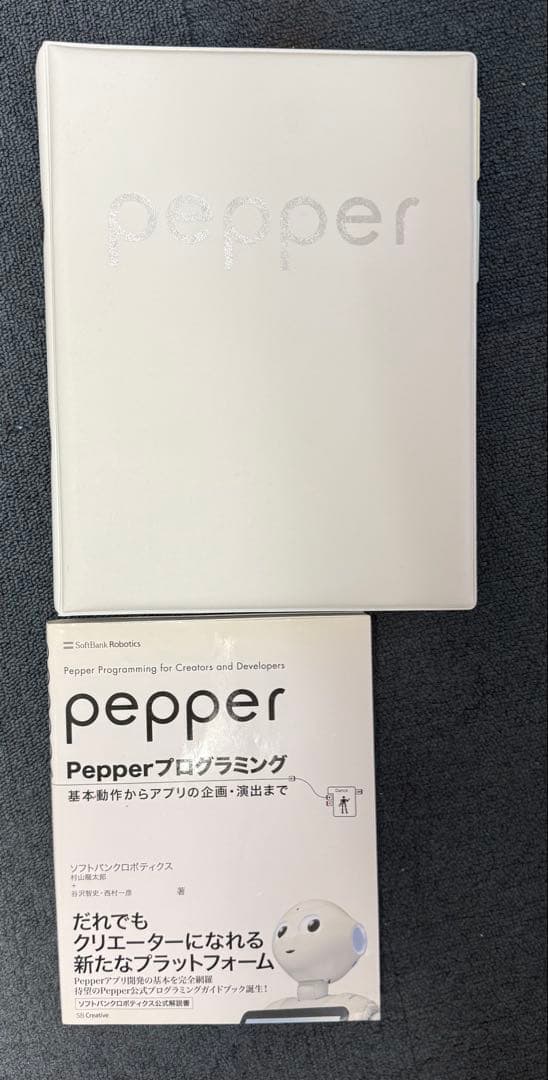 pepper
SoftBank Robotics
Pepper Programming for Creators and Developers
pepper
Pepperプログラミング
基本動作からアプリの企画・演出まで
Dance
ソフトバンクロボティクス
村山龍太郎
+
谷沢智史・西村一彦 著
だれでも
クリエーターになれる
新たなプラットフォーム
Pepperアプリ開発の基本を完全網羅
待望のPepper公式プログラミングガイドブック誕生!
ソフトバンクロボティクス公式解説書
SB Creative